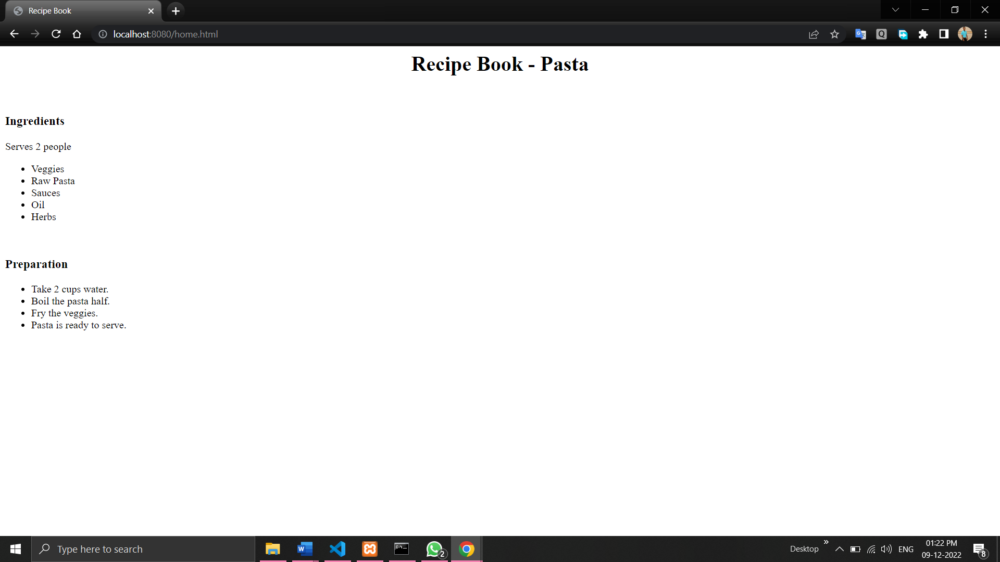 Recipe Book
localhost:8080/home.html
Recipe Book - Pasta
Ingredients
Serves 2 people
Veggies
Raw Pasta
Sauces
Oil
Herbs
Preparation
Take 2 cups water.
Boil the pasta half.
Fry the veggies.
Pasta is ready to serve.
Type here to search
2
Desktop
ENG
01:22 PM
09-12-2022
8